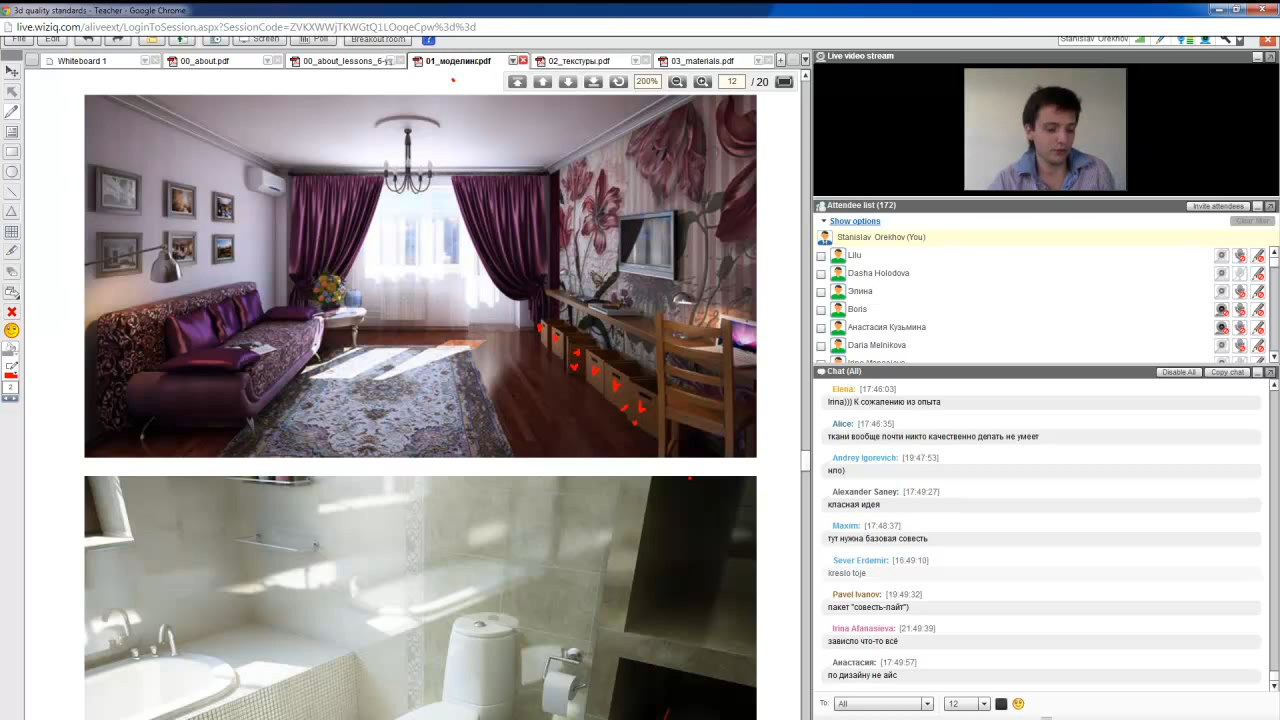 3d quality standards - Teacher - Google Chrome
live.wiziq.com/aliveext/LoginToSession.aspx?SessionCode=ZVKXWWjTKWGtQ1LOoqeCpw%3d%3d
File Edit Screen Poll Breakout room Stanislav Orekhov
Whiteboard 1 00_about.pdf 00_about_lessons_6- 01_моделинг.pdf 02_текстуры.pdf 03_materials.pdf
200% 12 / 20
2
Live video stream
Attendee list (172) Invite attendees
Show options
Stanislav Orekhov (You)
Lilu
Dasha Holodova
Элина
Boris
Анастасия Кузьмина
Daria Melnikova
Irina Afanasieva
Chat (All) Disable All Copy chat
Elena: [17:46:03]
Irina))) К сожалению из опыта
Alice: [17:46:35]
ткани вообще почти никто качественно делать не умеет
Andrey Igorevich: [19:47:53]
нло)
Alexander Saney: [17:49:27]
класная идея
Maxim: [17:48:37]
тут нужна базовая совесть
Sever Erdemir: [16:49:10]
kreslo toje
Pavel Ivanov: [19:49:32]
пакет "совесть-лайт")
Irina Afanasieva: [21:49:39]
зависло что-то всё
Анастасия: [17:49:57]
по дизайну не айс
To: All 12